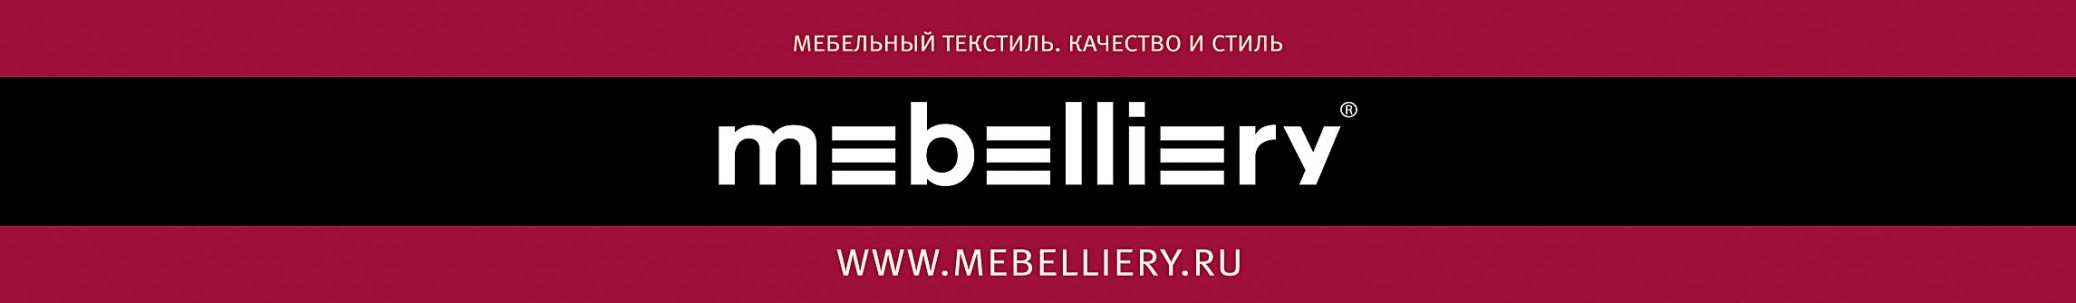 МЕБЕЛЬНЫЙ ТЕКСТИЛЬ. КАЧЕСТВО И СТИЛЬ
mebelliery®
WWW.MEBELLIERY.RU